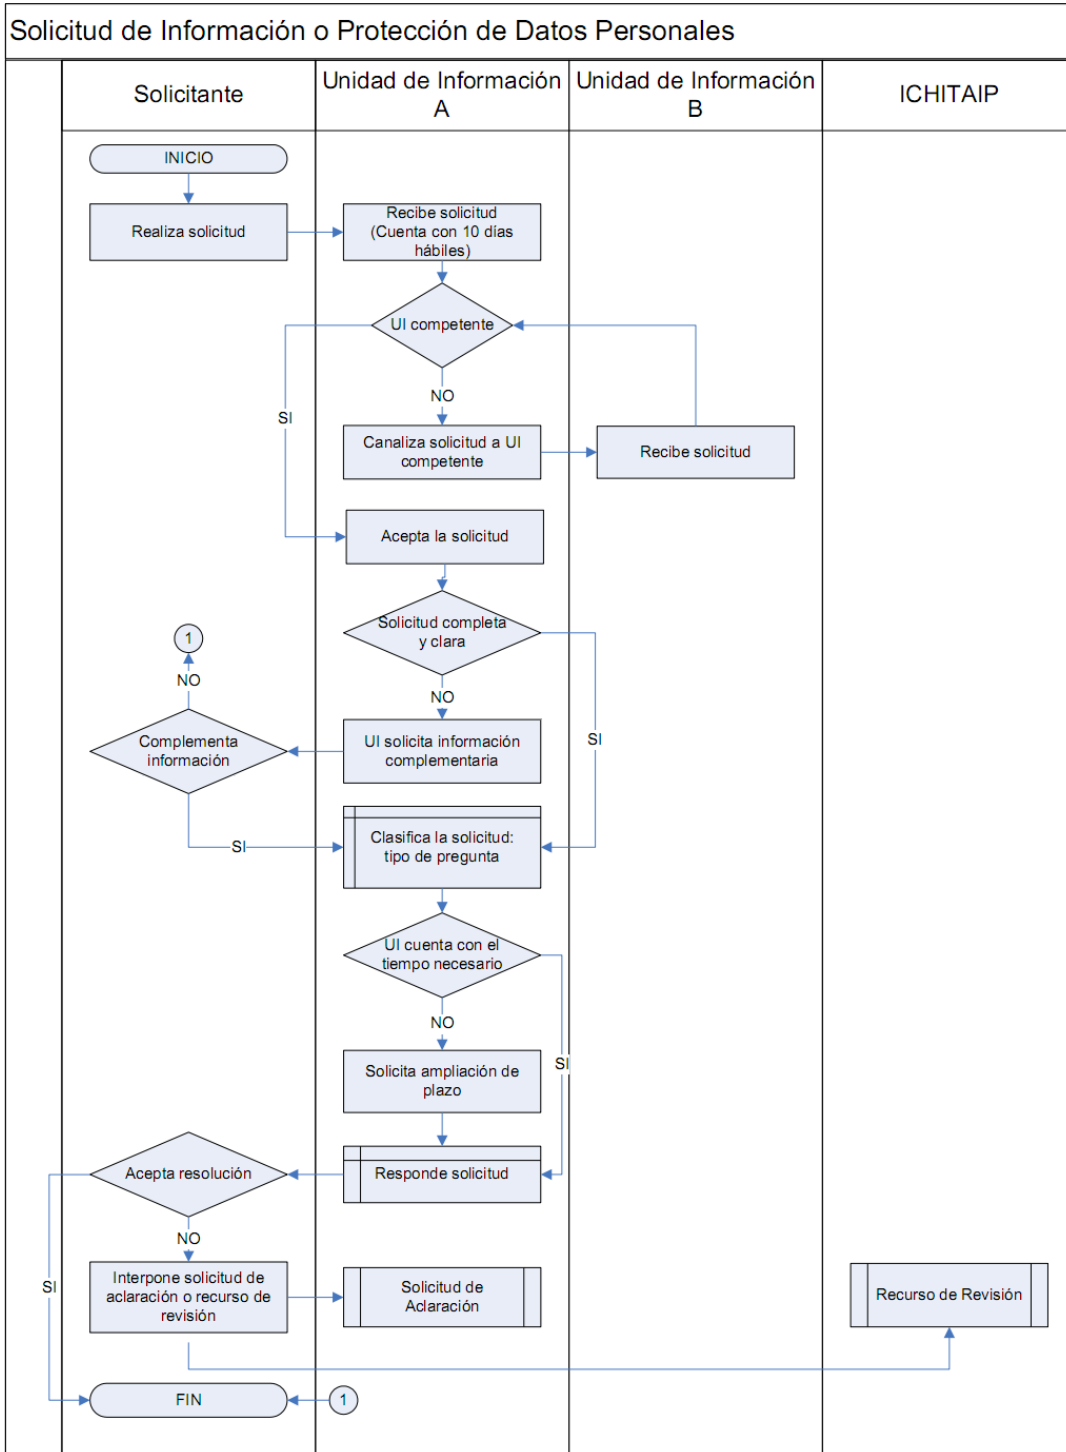 Solicitud de Información o Protección de Datos Personales
Solicitante
Unidad de Información
A
Unidad de Información
B
ICHITAIP
INICIO
Realiza solicitud
Recibe solicitud
(Cuenta con 10 días
hábiles)
UI competente
SI
NO
Canaliza solicitud a UI
competente
Recibe solicitud
Acepta la solicitud
Solicitud completa
y clara
1
NO
NO
Complementa
información
UI solicita información
complementaria
SI
SI
Clasifica la solicitud:
tipo de pregunta
UI cuenta con el
tiempo necesario
NO
SI
Solicita ampliación de
plazo
Acepta resolución
Responde solicitud
NO
SI
Interpone solicitud de
aclaración o recurso de
revisión
Solicitud de
Aclaración
Recurso de Revisión
FIN
1